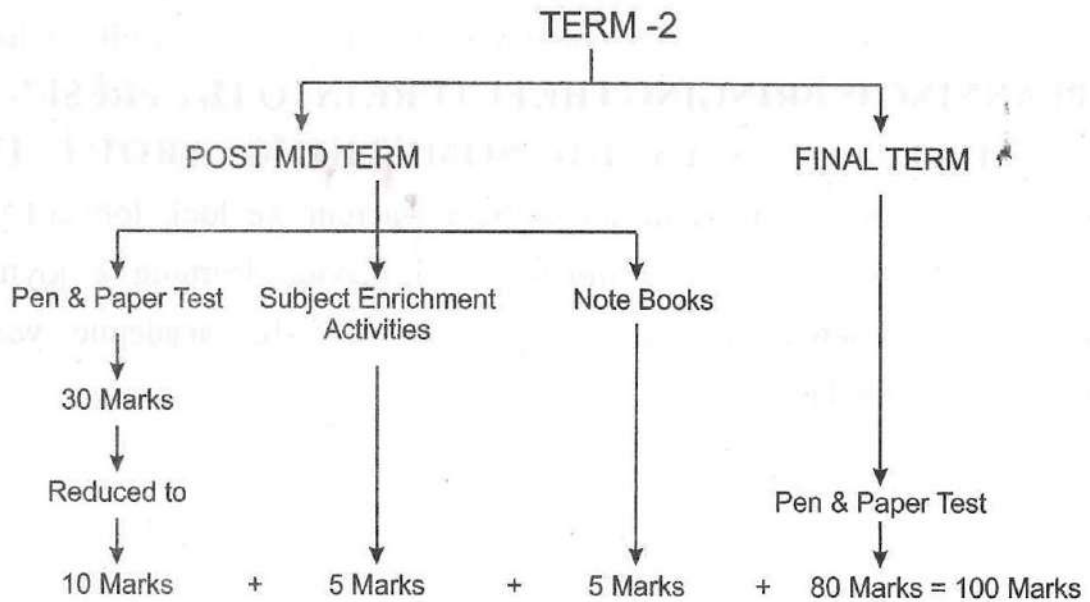 TERM -2
POST MID TERM
FINAL TERM
Pen & Paper Test
Subject Enrichment
Activities
Note Books
30 Marks
Reduced to
Pen & Paper Test
10 Marks + 5 Marks + 5 Marks + 80 Marks = 100 Marks